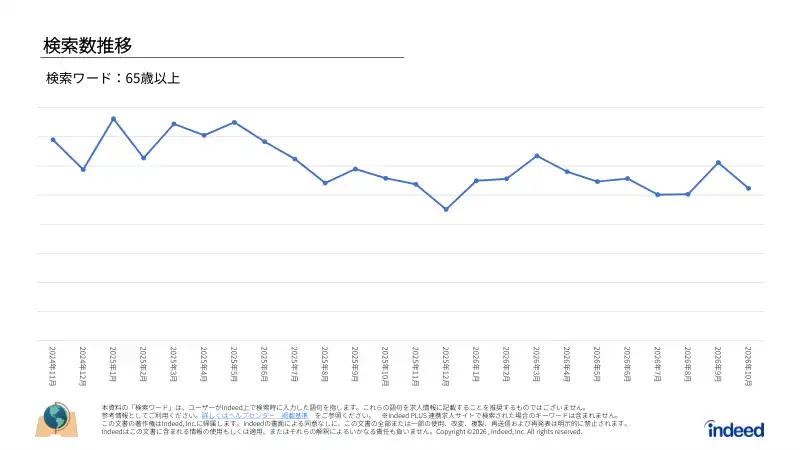 検索数推移
検索ワード：65歳以上
2024年11月
2024年12月
2025年1月
2025年2月
2025年3月
2025年4月
2025年5月
2025年6月
2025年7月
2025年8月
2025年9月
2025年10月
2025年11月
2025年12月
2026年1月
2026年2月
2026年3月
2026年4月
2026年5月
2026年6月
2026年7月
2026年8月
2026年9月
2026年10月
本資料の「検索ワード」は、ユーザーがIndeed上で検索時に入力した語句を指します。これらの語句を求人情報に記載することを推奨するものではございません。
参考情報としてご利用ください。詳しくはヘルプセンター　掲載基準　をご参照ください。　※Indeed PLUS 連携求人サイトで検索された場合のキーワードは含まれません。
この文書の著作権はIndeed, Inc.に帰属します。Indeedの書面による同意なしに、この文書の全部または一部の使用、改変、複製、再送信および再発表は明示的に禁止されます。
Indeedはこの文書に含まれる情報の使用もしくは適用、またはそれらの解釈によるいかなる責任も負いません。Copyright ©2026 , Indeed, Inc. All rights reserved.
indeed